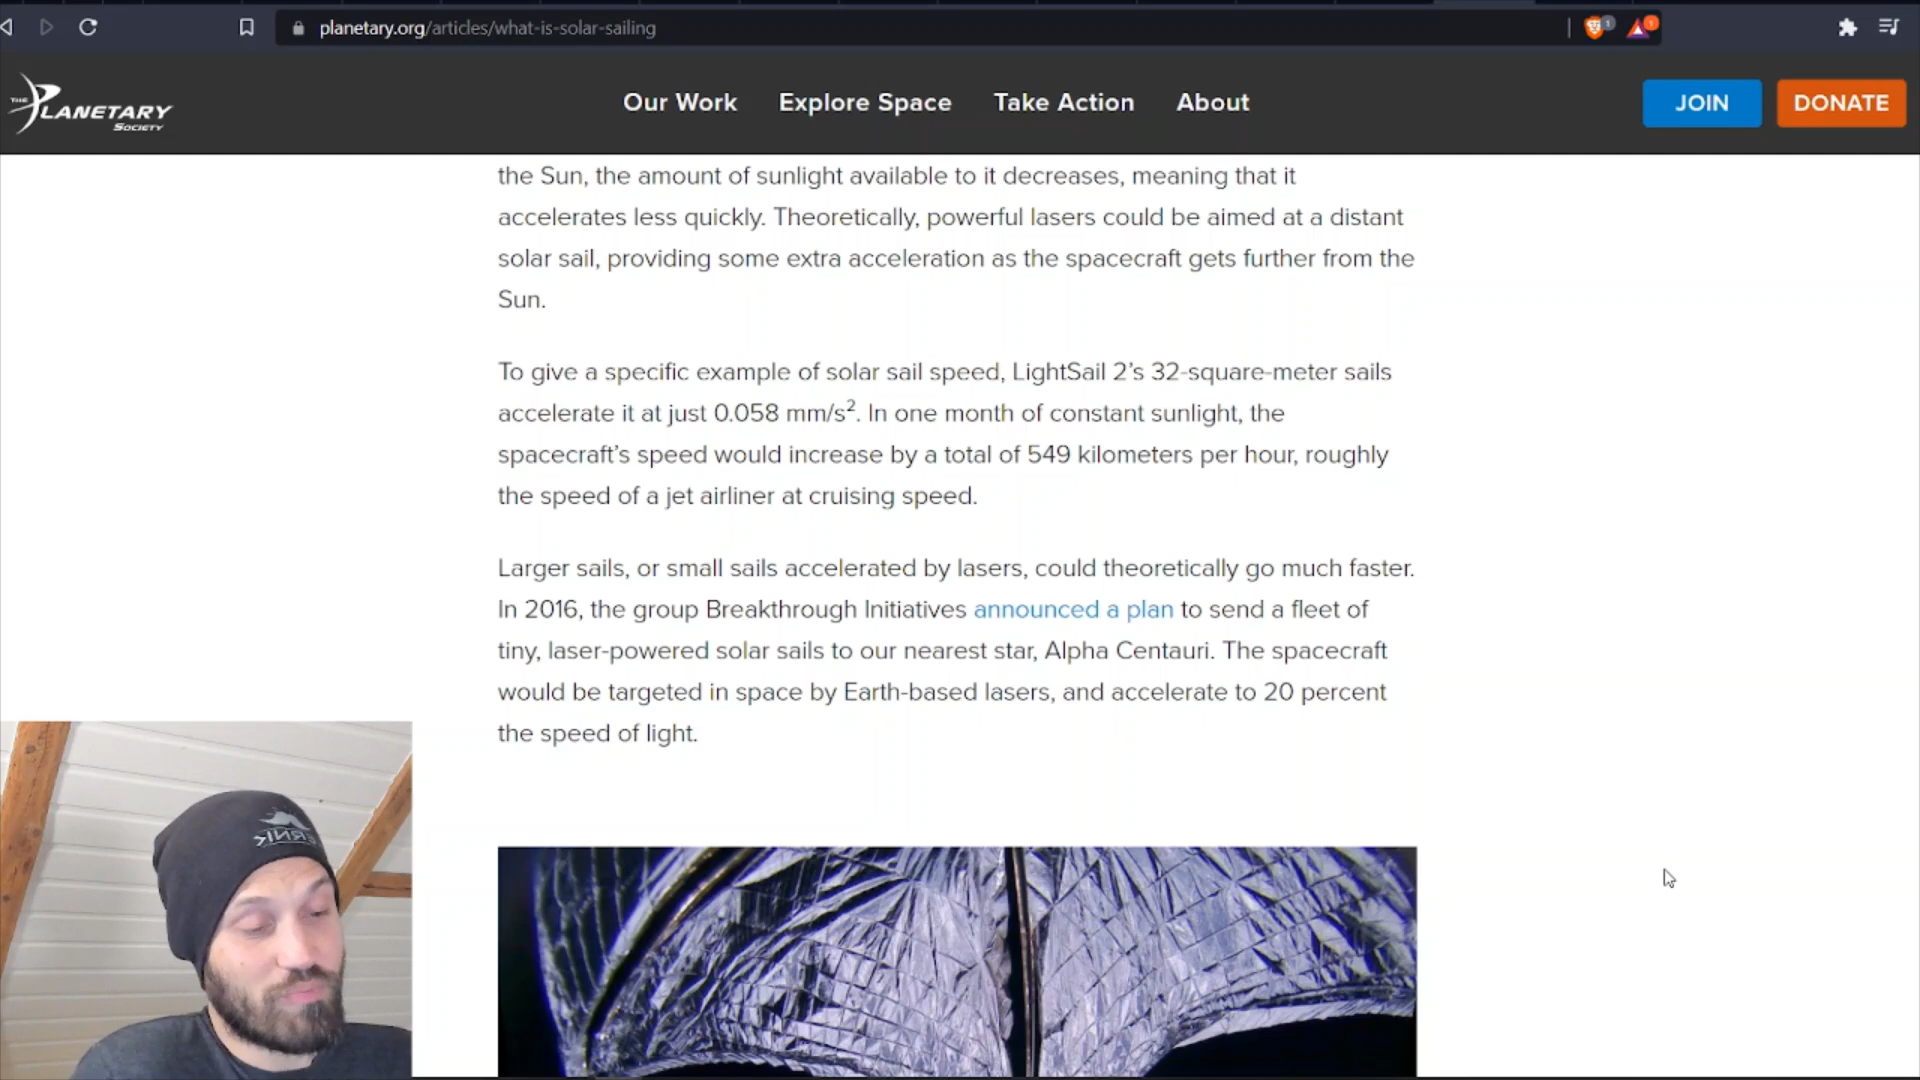 planetary.org/articles/what-is-solar-sailing
1
1
THE PLANETARY SOCIETY
Our Work
Explore Space
Take Action
About
JOIN
DONATE
the Sun, the amount of sunlight available to it decreases, meaning that it
accelerates less quickly. Theoretically, powerful lasers could be aimed at a distant
solar sail, providing some extra acceleration as the spacecraft gets further from the
Sun.
To give a specific example of solar sail speed, LightSail 2’s 32-square-meter sails
accelerate it at just 0.058 mm/s². In one month of constant sunlight, the
spacecraft’s speed would increase by a total of 549 kilometers per hour, roughly
the speed of a jet airliner at cruising speed.
Larger sails, or small sails accelerated by lasers, could theoretically go much faster.
In 2016, the group Breakthrough Initiatives announced a plan to send a fleet of
tiny, laser-powered solar sails to our nearest star, Alpha Centauri. The spacecraft
would be targeted in space by Earth-based lasers, and accelerate to 20 percent
the speed of light.